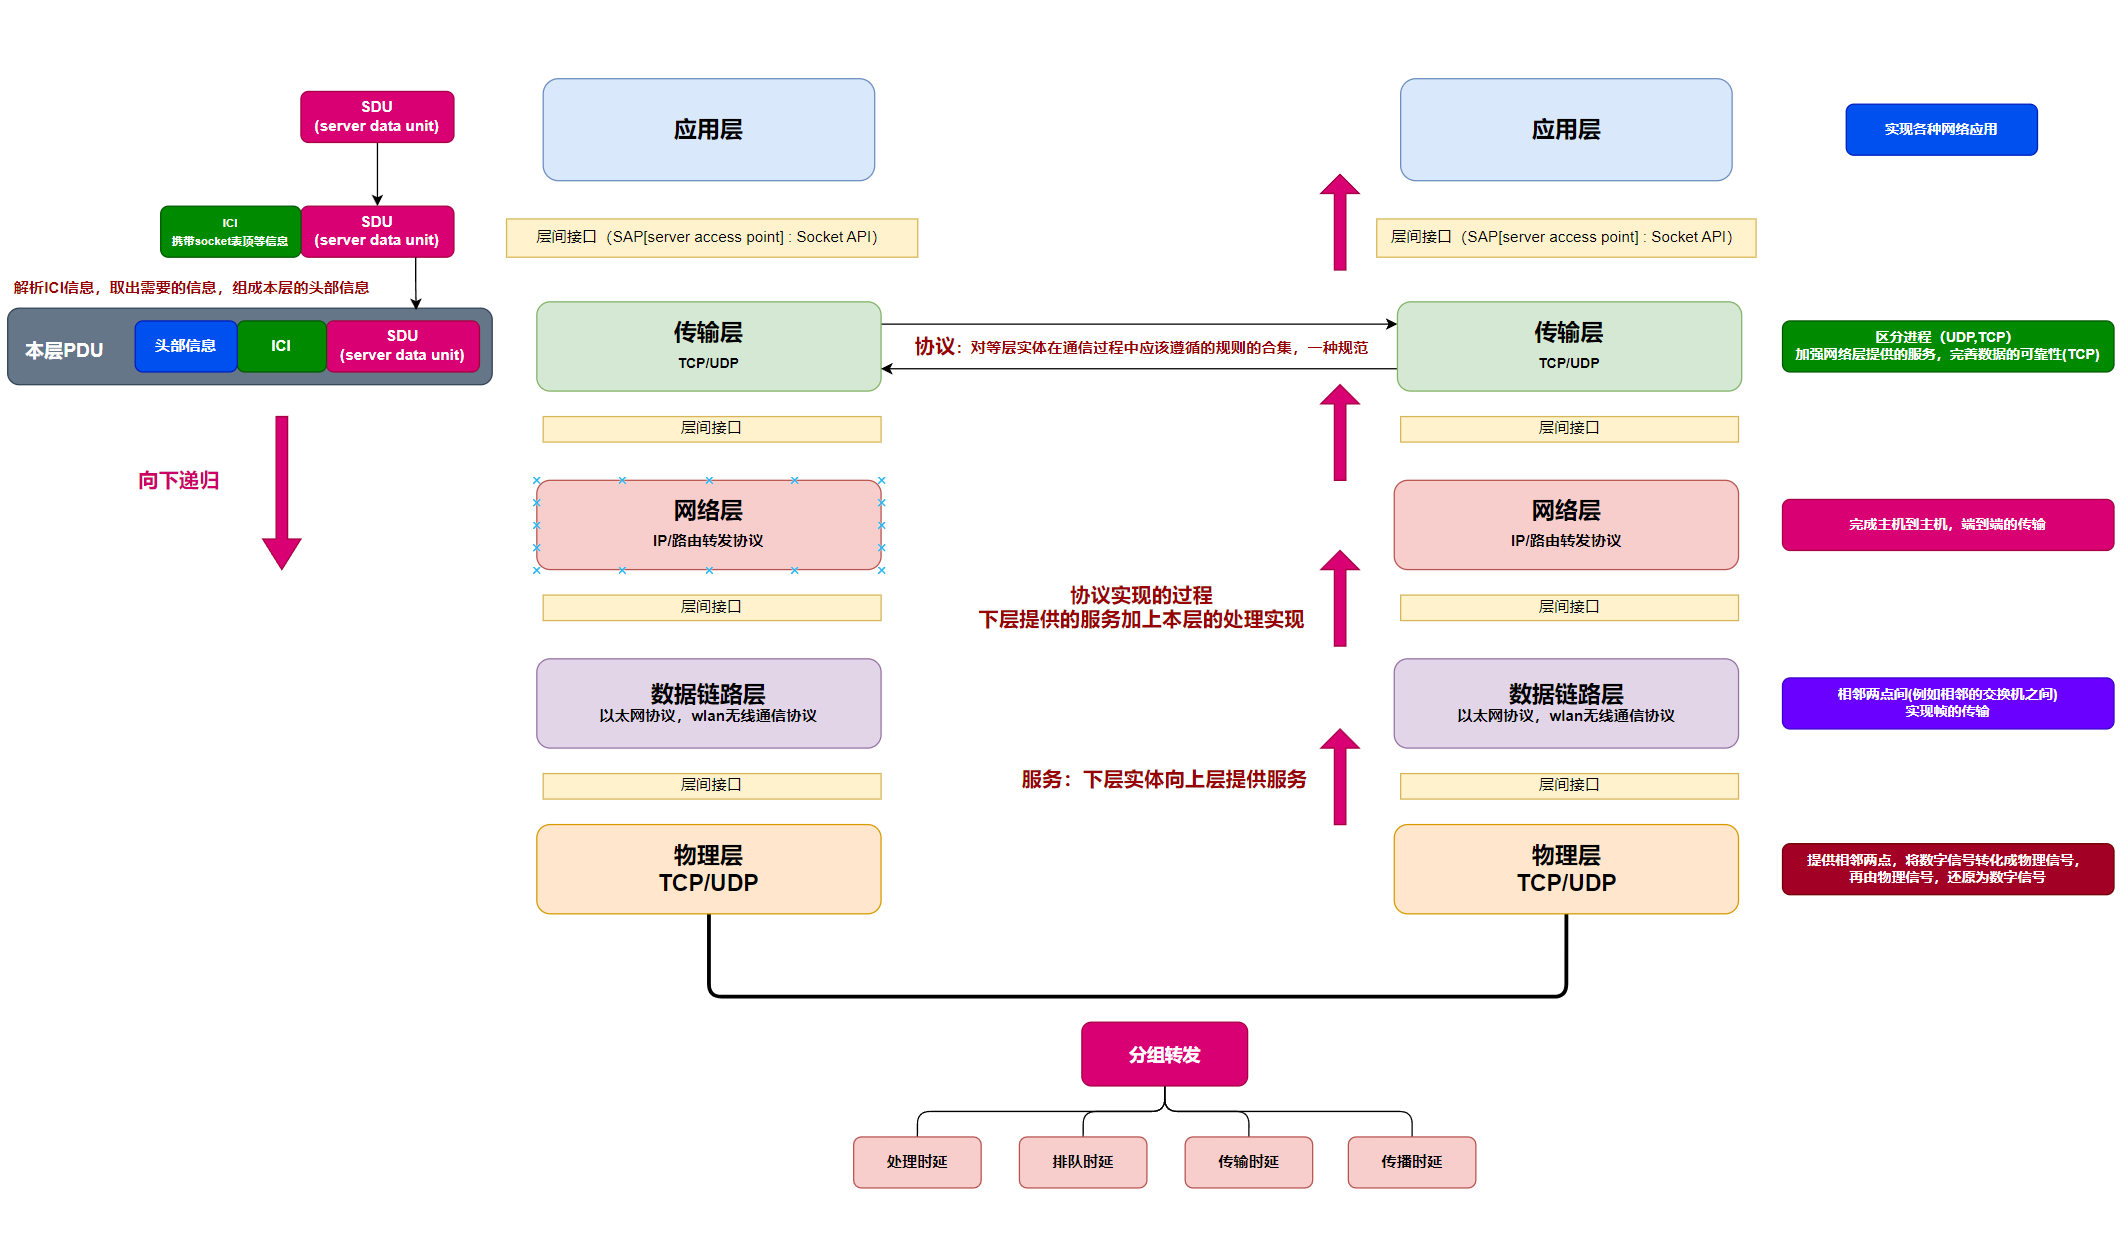 SDU
(server data unit)
ICI
携带socket表项等信息
SDU
(server data unit)
解析ICI信息，取出需要的信息，组成本层的头部信息
本层PDU
头部信息
ICI
SDU
(server data unit)
向下递归
应用层
层间接口（SAP[server access point] : Socket API）
传输层
TCP/UDP
层间接口
网络层
IP/路由转发协议
层间接口
数据链路层
以太网协议，wlan无线通信协议
层间接口
物理层
TCP/UDP
协议：对等层实体在通信过程中应该遵循的规则的合集，一种规范
协议实现的过程
下层提供的服务加上本层的处理实现
服务：下层实体向上层提供服务
应用层
层间接口（SAP[server access point] : Socket API）
传输层
TCP/UDP
层间接口
网络层
IP/路由转发协议
层间接口
数据链路层
以太网协议，wlan无线通信协议
层间接口
物理层
TCP/UDP
实现各种网络应用
区分进程（UDP,TCP）
加强网络层提供的服务，完善数据的可靠性(TCP)
完成主机到主机，端到端的传输
相邻两点间(例如相邻的交换机之间)
实现帧的传输
提供相邻两点，将数字信号转化成物理信号，
再由物理信号，还原为数字信号
分组转发
处理时延
排队时延
传输时延
传播时延